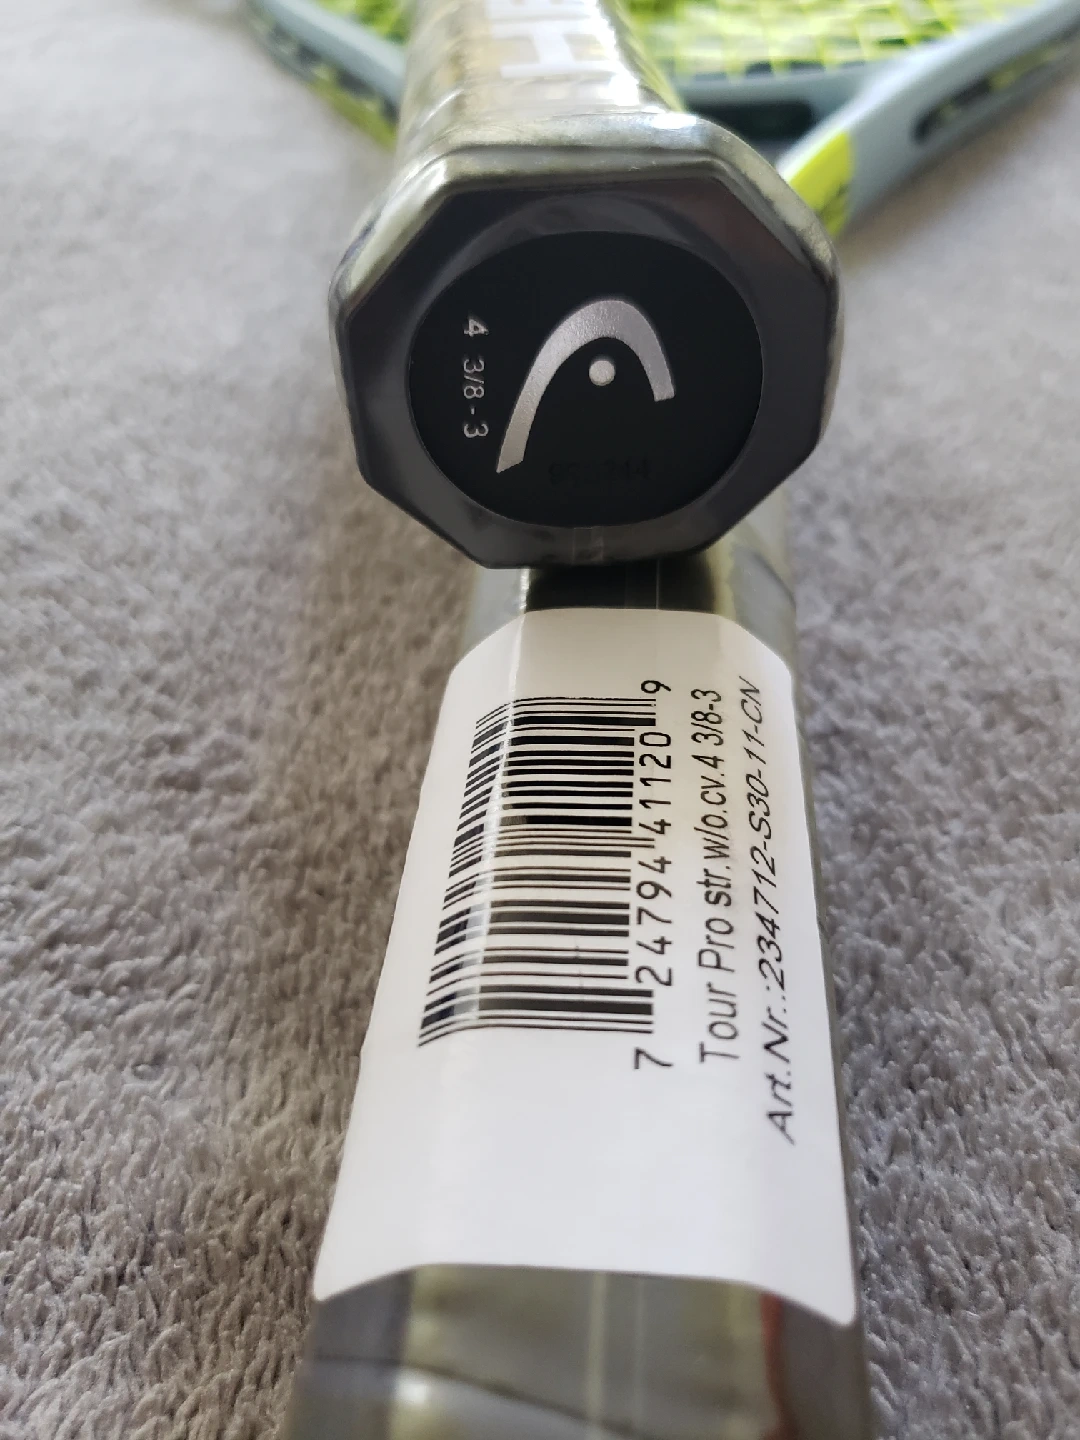 4 3/8 - 3
7 24794 41120 9
Tour Pro str.w/o.cv.4 3/8-3
Art.Nr.:234712-S30-11-CN